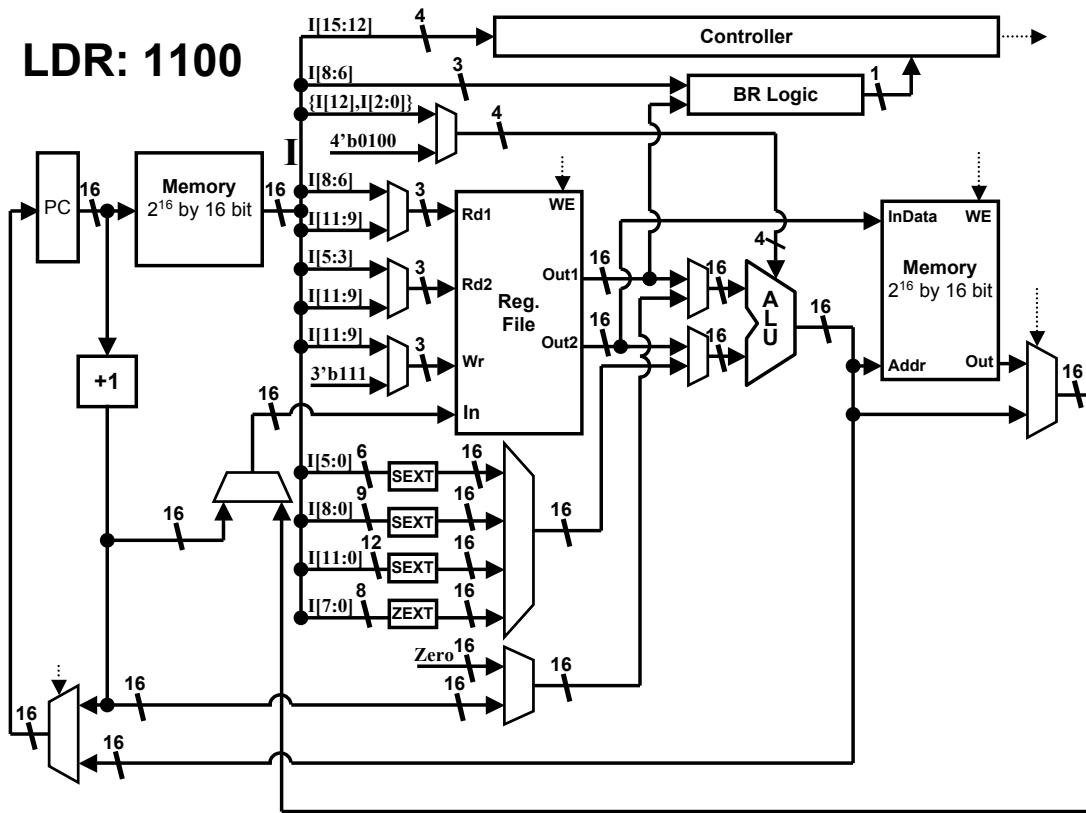 LDR: 1100
I[15:12]
4
Controller
I[8:6]
3
BR Logic
1
{I[12],I[2:0]}
4
4’b0100
I
PC
16
Memory
2^16 by 16 bit
16
I[8:6]
3
I[11:9]
Rd1
WE
I[5:3]
3
I[11:9]
Rd2
Reg.
File
Out1
16
Out2
16
I[11:9]
3
3’b111
Wr
16
In
16
16
4
ALU
16
InData
WE
Memory
2^16 by 16 bit
Addr
Out
16
+1
16
I[5:0]
6
SEXT
16
I[8:0]
9
SEXT
16
16
I[11:0]
12
SEXT
16
I[7:0]
8
ZEXT
16
Zero
16
16
16
16
16
16